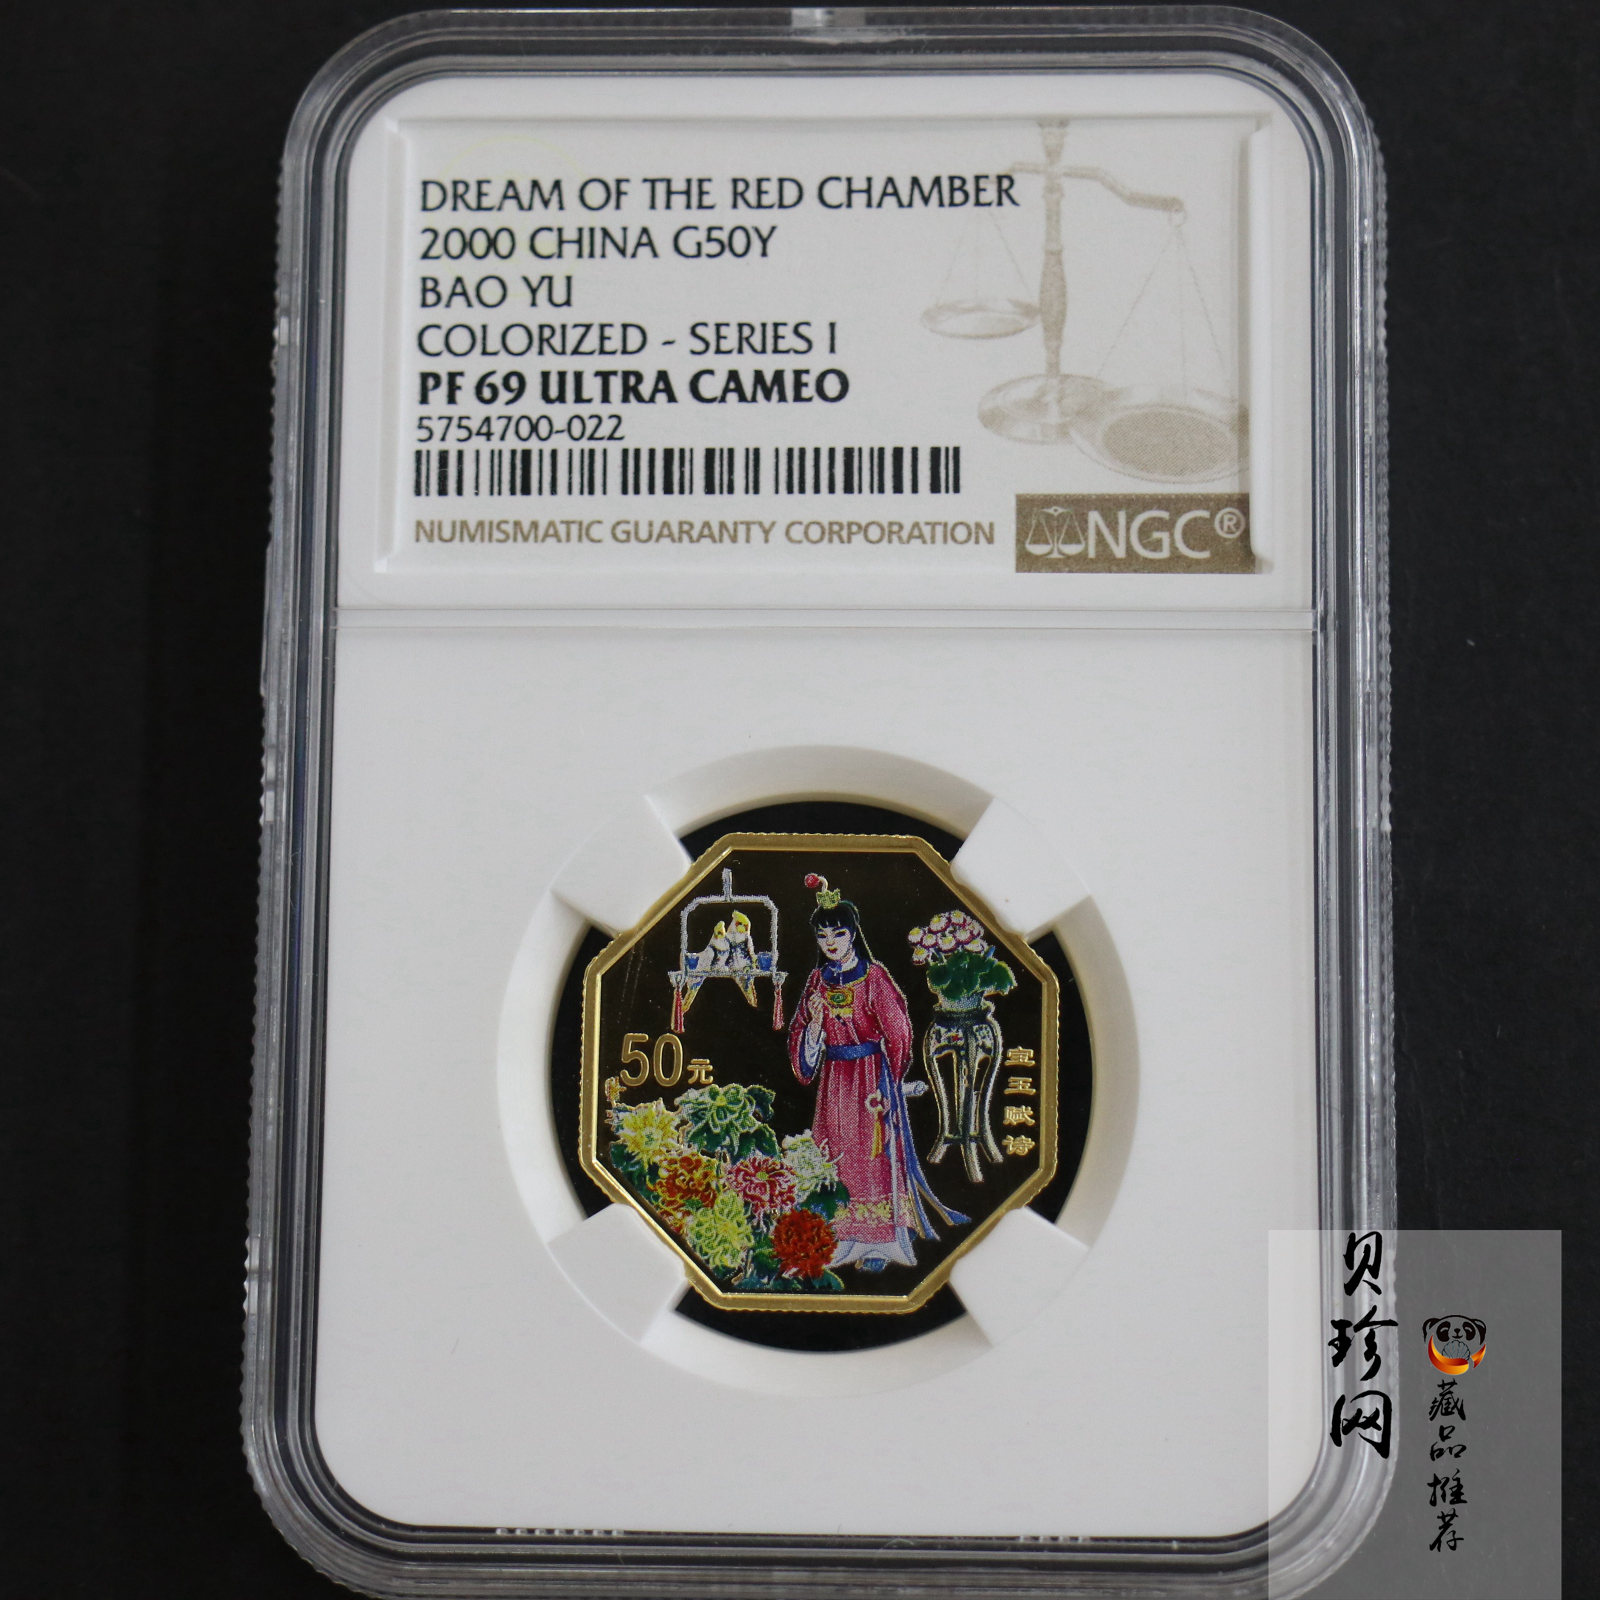 DREAM OF THE RED CHAMBER
2000 CHINA G50Y
BAO YU
COLORIZED - SERIES I
PF 69 ULTRA CAMEO
5754700-022
NUMISMATIC GUARANTY CORPORATION
NGC®
50元
宝玉赋诗
贝珍网
藏品推荐